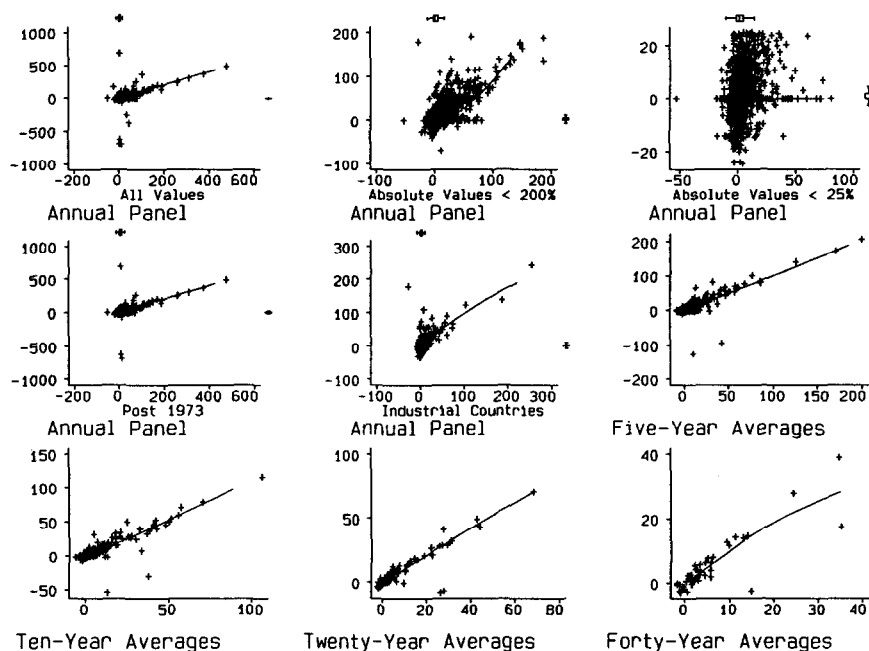 1000
500
0
-500
-1000
-200 0 200 400 600
All Values
Annual Panel
200
100
0
-100
-100 0 100 200
Absolute Values < 200%
Annual Panel
20
0
-20
-50 0 50 100
Absolute Values < 25%
Annual Panel
1000
500
0
-500
-1000
-200 0 200 400 600
Post 1973
Annual Panel
300
200
100
0
-100
-100 0 100 200 300
Industrial Countries
Annual Panel
200
100
0
-100
-200
0 50 100 150 200
Five-Year Averages
150
100
50
0
-50
0 50 100
Ten-Year Averages
100
50
0
0 20 40 60 80
Twenty-Year Averages
40
20
0
0 10 20 30 40
Forty-Year Averages